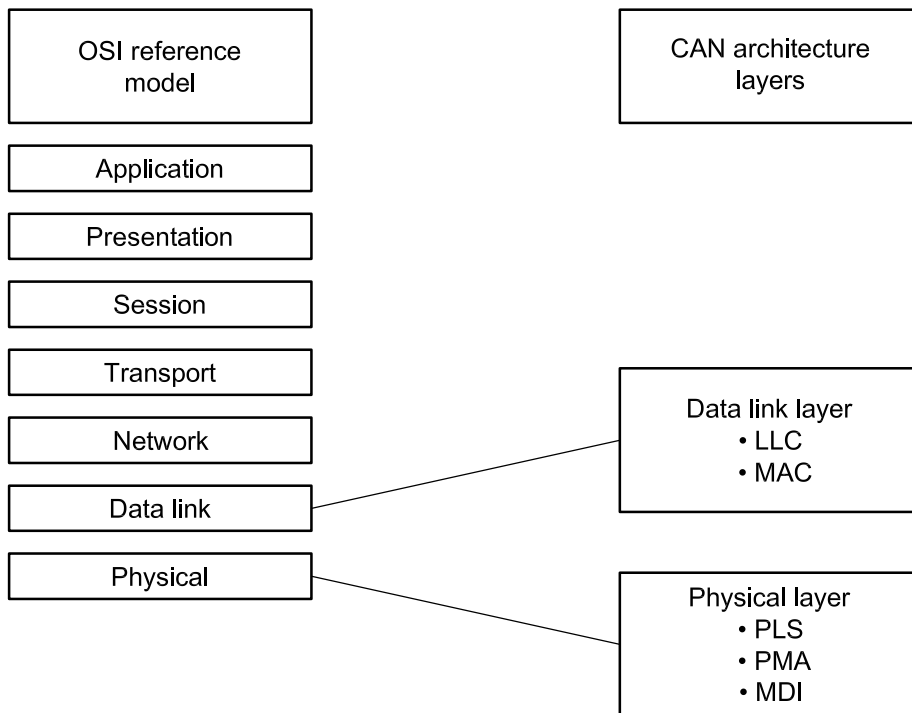 OSI reference
model
CAN architecture
layers
Application
Presentation
Session
Transport
Network
Data link
Physical
Data link layer
• LLC
• MAC
Physical layer
• PLS
• PMA
• MDI